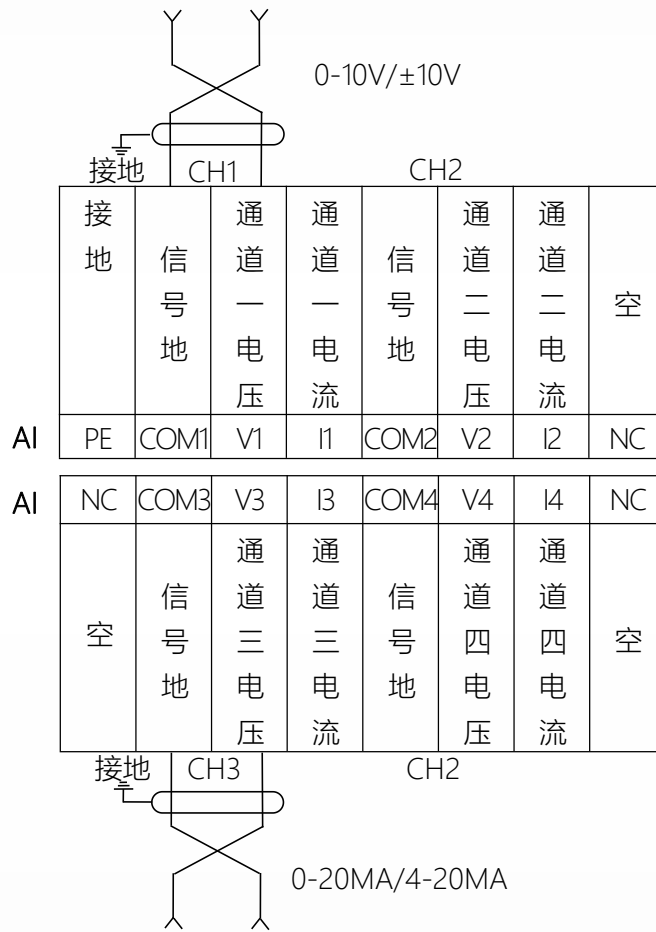 0-10V/±10V
接地 CH1 CH2
接地 信号地 通道一电压 通道一电流 信号地 通道二电压 通道二电流 空
AI PE COM1 V1 I1 COM2 V2 I2 NC
AI NC COM3 V3 I3 COM4 V4 I4 NC
空 信号地 通道三电压 通道三电流 信号地 通道四电压 通道四电流 空
接地 CH3 CH2
0-20MA/4-20MA